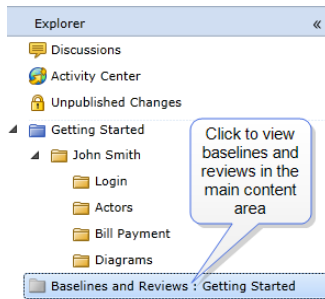 Explorer «
Discussions
Activity Center
Unpublished Changes
Getting Started
John Smith
Login
Actors
Bill Payment
Diagrams
Click to view
baselines and
reviews in the
main content
area
Baselines and Reviews : Getting Started